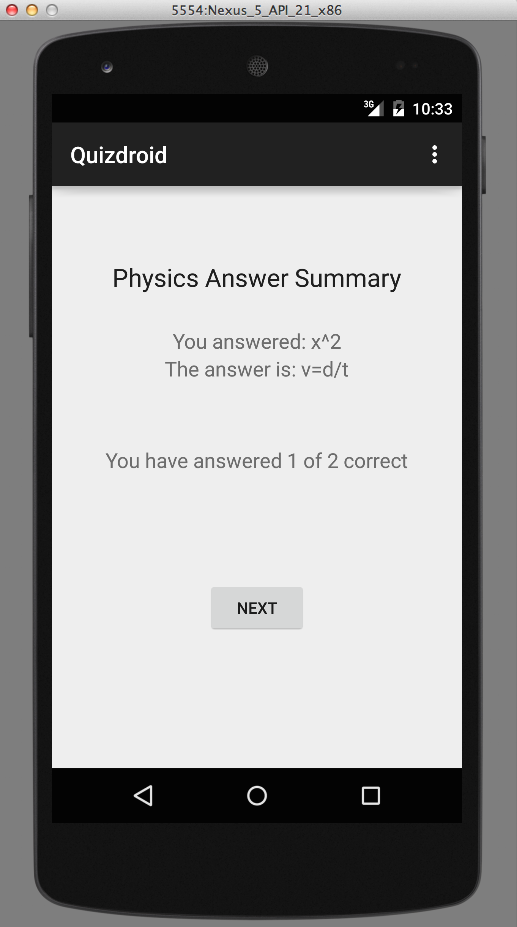 5554:Nexus_5_API_21_x86
3G 10:33
Quizdroid
Physics Answer Summary
You answered: x^2
The answer is: v=d/t
You have answered 1 of 2 correct
NEXT